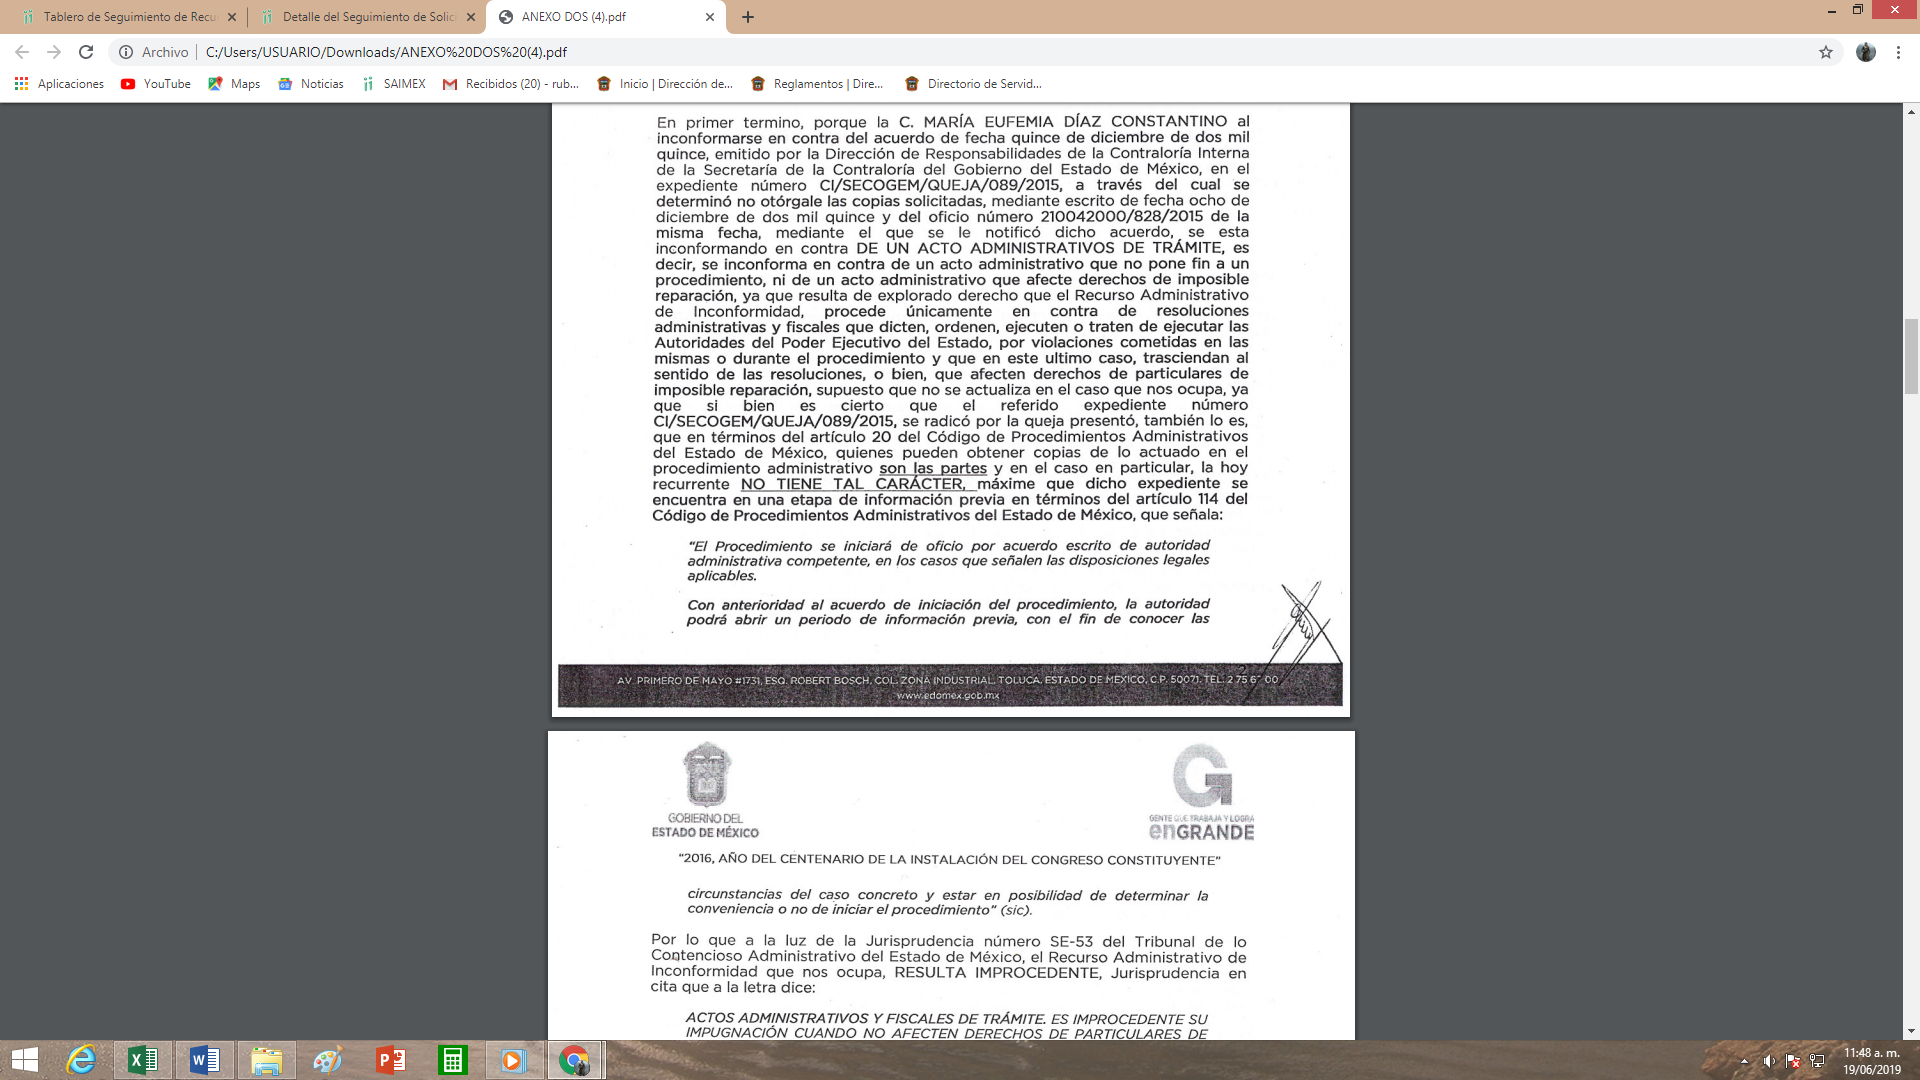 Tablero de Seguimiento de Recu
Detalle del Seguimiento de Solic
ANEXO DOS (4).pdf
Archivo
C:/Users/USUARIO/Downloads/ANEXO%20DOS%20(4).pdf
Aplicaciones
YouTube
Maps
Noticias
SAIMEX
Recibidos (20) - rub...
Inicio | Dirección de...
Reglamentos | Dire...
Directorio de Servid...
En primer termino, porque la C. MARÍA EUFEMIA DÍAZ CONSTANTINO al
inconformarse en contra del acuerdo de fecha quince de diciembre de dos mil
quince, emitido por la Dirección de Responsabilidades de la Contraloría Interna
de la Secretaría de la Contraloría del Gobierno del Estado de México, en el
expediente número CI/SECOGEM/QUEJA/089/2015, a través del cual se
determinó no otórgale las copias solicitadas, mediante escrito de fecha ocho de
diciembre de dos mil quince y del oficio número 210042000/828/2015 de la
misma fecha, mediante el que se le notificó dicho acuerdo, se esta
inconformando en contra DE UN ACTO ADMINISTRATIVOS DE TRÁMITE, es
decir, se inconforma en contra de un acto administrativo que no pone fin a un
procedimiento, ni de un acto administrativo que afecte derechos de imposible
reparación, ya que resulta de explorado derecho que el Recurso Administrativo
de Inconformidad, procede únicamente en contra de resoluciones
administrativas y fiscales que dicten, ordenen, ejecuten o traten de ejecutar las
Autoridades del Poder Ejecutivo del Estado, por violaciones cometidas en las
mismas o durante el procedimiento y que en este ultimo caso, trasciendan al
sentido de las resoluciones, o bien, que afecten derechos de particulares de
imposible reparación, supuesto que no se actualiza en el caso que nos ocupa, ya
que si bien es cierto que el referido expediente número
CI/SECOGEM/QUEJA/089/2015, se radicó por la queja presentó, también lo es,
que en términos del artículo 20 del Código de Procedimientos Administrativos
del Estado de México, quienes pueden obtener copias de lo actuado en el
procedimiento administrativo son las partes y en el caso en particular, la hoy
recurrente NO TIENE TAL CARÁCTER, máxime que dicho expediente se
encuentra en una etapa de información previa en términos del artículo 114 del
Código de Procedimientos Administrativos del Estado de México, que señala:
"El Procedimiento se iniciará de oficio por acuerdo escrito de autoridad
administrativa competente, en los casos que señalen las disposiciones legales
aplicables.
Con anterioridad al acuerdo de iniciación del procedimiento, la autoridad
podrá abrir un periodo de información previa, con el fin de conocer las
AV. PRIMERO DE MAYO #1731, ESQ. ROBERT BOSCH, COL. ZONA INDUSTRIAL, TOLUCA, ESTADO DE MÉXICO, C.P. 50071. TEL.
www.edomex.gob.mx
GOBIERNO DEL
ESTADO DE MÉXICO
GENTE QUE TRABAJA Y LOGRA
enGRANDE
"2016, AÑO DEL CENTENARIO DE LA INSTALACIÓN DEL CONGRESO CONSTITUYENTE"
circunstancias del caso concreto y estar en posibilidad de determinar la
conveniencia o no de iniciar el procedimiento" (sic).
Por lo que a la luz de la Jurisprudencia número SE-53 del Tribunal de lo
Contencioso Administrativo del Estado de México, el Recurso Administrativo de
Inconformidad que nos ocupa, RESULTA IMPROCEDENTE, Jurisprudencia en
cita que a la letra dice:
ACTOS ADMINISTRATIVOS Y FISCALES DE TRÁMITE. ES IMPROCEDENTE SU
IMPUGNACIÓN CUANDO NO AFECTEN DERECHOS DE PARTICULARES DE
11:48 a. m.
19/06/2019